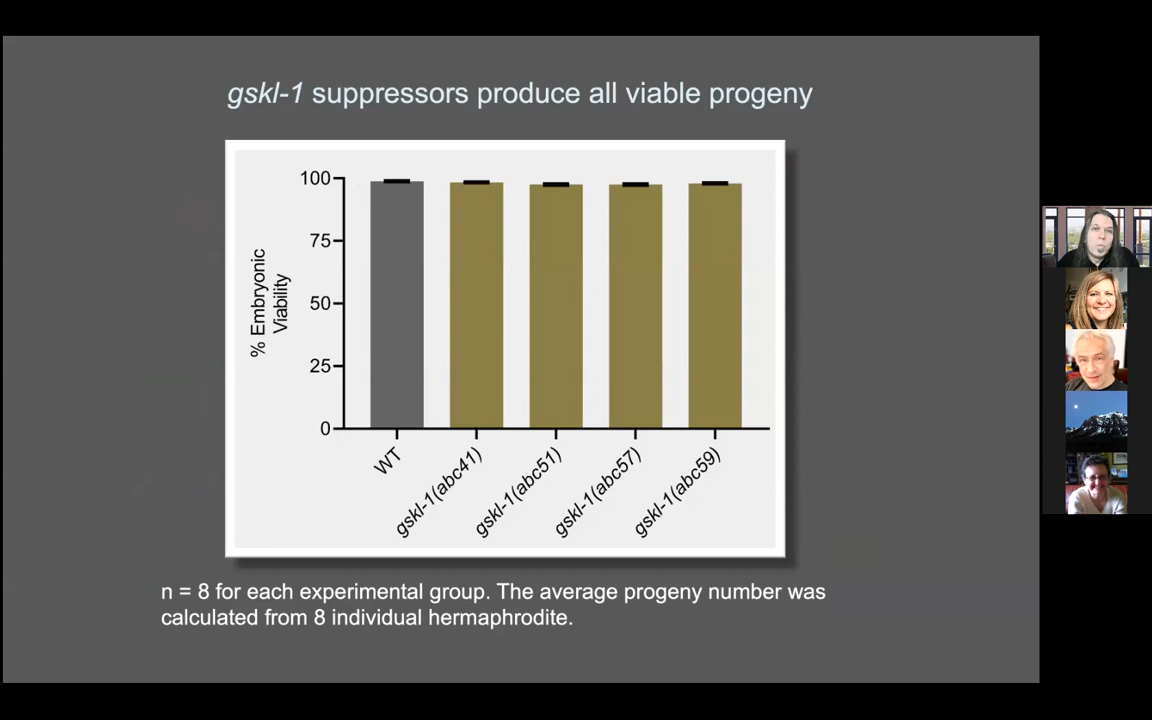 gskl-1 suppressors produce all viable progeny
100
75
50
25
0
% Embryonic
Viability
WT
gskl-1(abc41)
gskl-1(abc51)
gskl-1(abc57)
gskl-1(abc59)
n = 8 for each experimental group. The average progeny number was
calculated from 8 individual hermaphrodite.